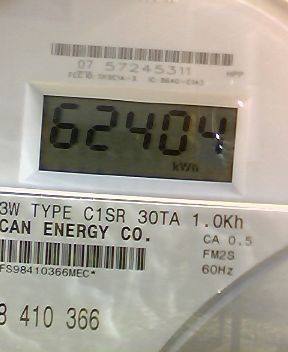 07 57245311 HPP
62404
kWh
3W TYPE C1SR 30TA 1.0Kh
CAN ENERGY CO. CA 0.5
FM2S
FS98410366MEC* 60Hz
8 410 366